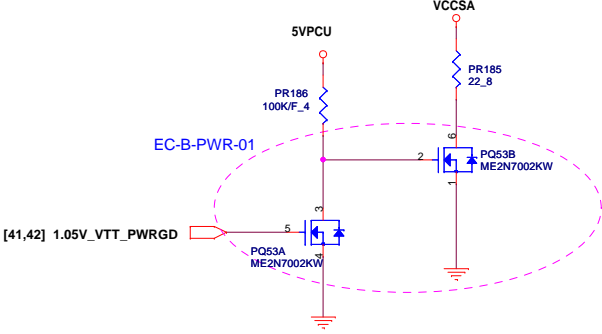 VCCSA
5VPCU
PR185
22_8
PR186
100K/F_4
EC-B-PWR-01
6
2
PQ53B
ME2N7002KW
1
3
[41,42] 1.05V_VTT_PWRGD
5
PQ53A
4
ME2N7002KW